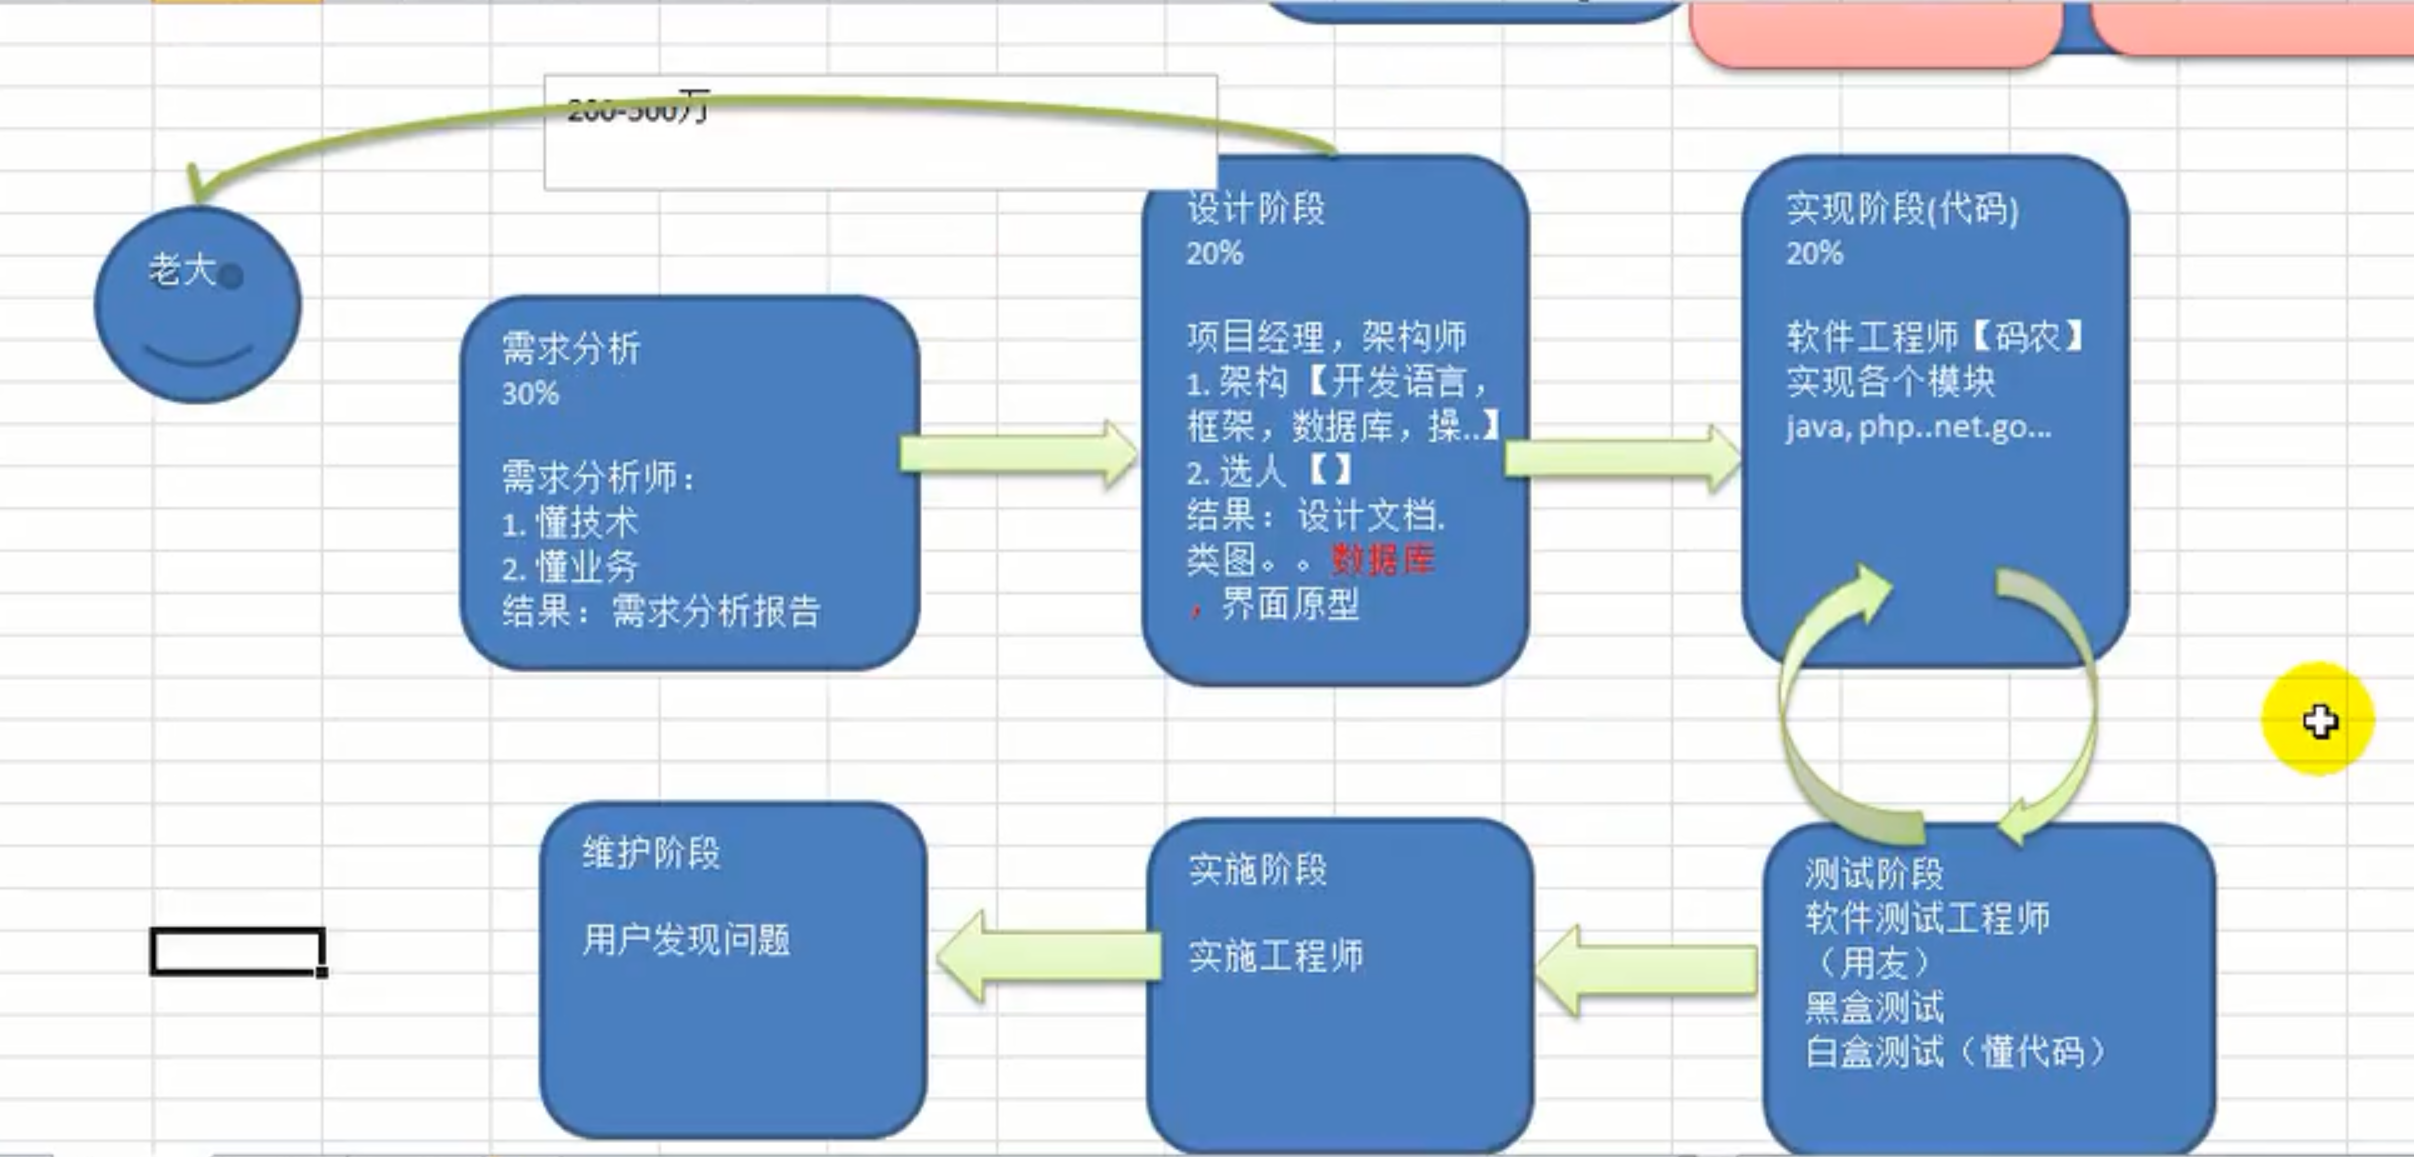 200-500万
老大
需求分析
30%
需求分析师：
1. 懂技术
2. 懂业务
结果： 需求分析报告
设计阶段
20%
项目经理，架构师
1. 架构【开发语言，
框架，数据库，操..】
2. 选人【】
结果： 设计文档.
类图。。数据库
，界面原型
实现阶段(代码)
20%
软件工程师【码农】
实现各个模块
java, php..net.go...
测试阶段
软件测试工程师
（用友）
黑盒测试
白盒测试（懂代码）
实施阶段
实施工程师
维护阶段
用户发现问题